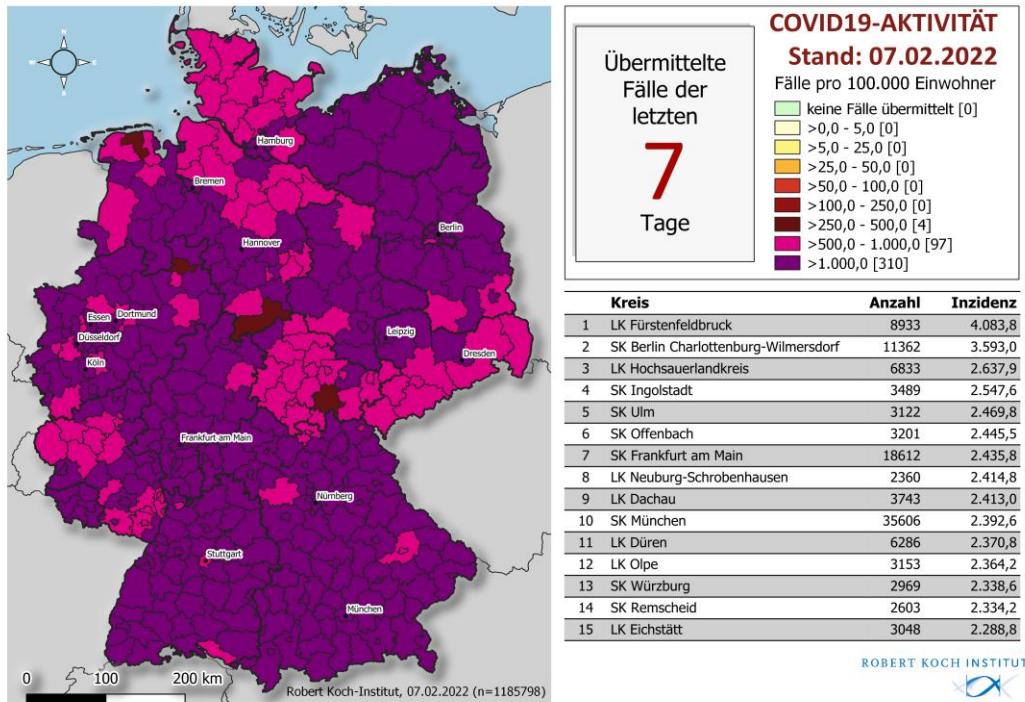 N
W
E
S
Hamburg
Bremen
Berlin
Hannover
Essen
Dortmund
Düsseldorf
Leipzig
Köln
Dresden
Frankfurt am Main
Nürnberg
Stuttgart
München
0 100 200 km
Robert Koch-Institut, 07.02.2022 (n=1185798)
Übermittelte
Fälle der
letzten
7
Tage
COVID19-AKTIVITÄT
Stand: 07.02.2022
Fälle pro 100.000 Einwohner
keine Fälle übermittelt [0]
>0,0 - 5,0 [0]
>5,0 - 25,0 [0]
>25,0 - 50,0 [0]
>50,0 - 100,0 [0]
>100,0 - 250,0 [0]
>250,0 - 500,0 [4]
>500,0 - 1.000,0 [97]
>1.000,0 [310]
Kreis Anzahl Inzidenz
1 LK Fürstenfeldbruck 8933 4.083,8
2 SK Berlin Charlottenburg-Wilmersdorf 11362 3.593,0
3 LK Hochsauerlandkreis 6833 2.637,9
4 SK Ingolstadt 3489 2.547,6
5 SK Ulm 3122 2.469,8
6 SK Offenbach 3201 2.445,5
7 SK Frankfurt am Main 18612 2.435,8
8 LK Neuburg-Schrobenhausen 2360 2.414,8
9 LK Dachau 3743 2.413,0
10 SK München 35606 2.392,6
11 LK Düren 6286 2.370,8
12 LK Olpe 3153 2.364,2
13 SK Würzburg 2969 2.338,6
14 SK Remscheid 2603 2.334,2
15 LK Eichstätt 3048 2.288,8
ROBERT KOCH INSTITUT